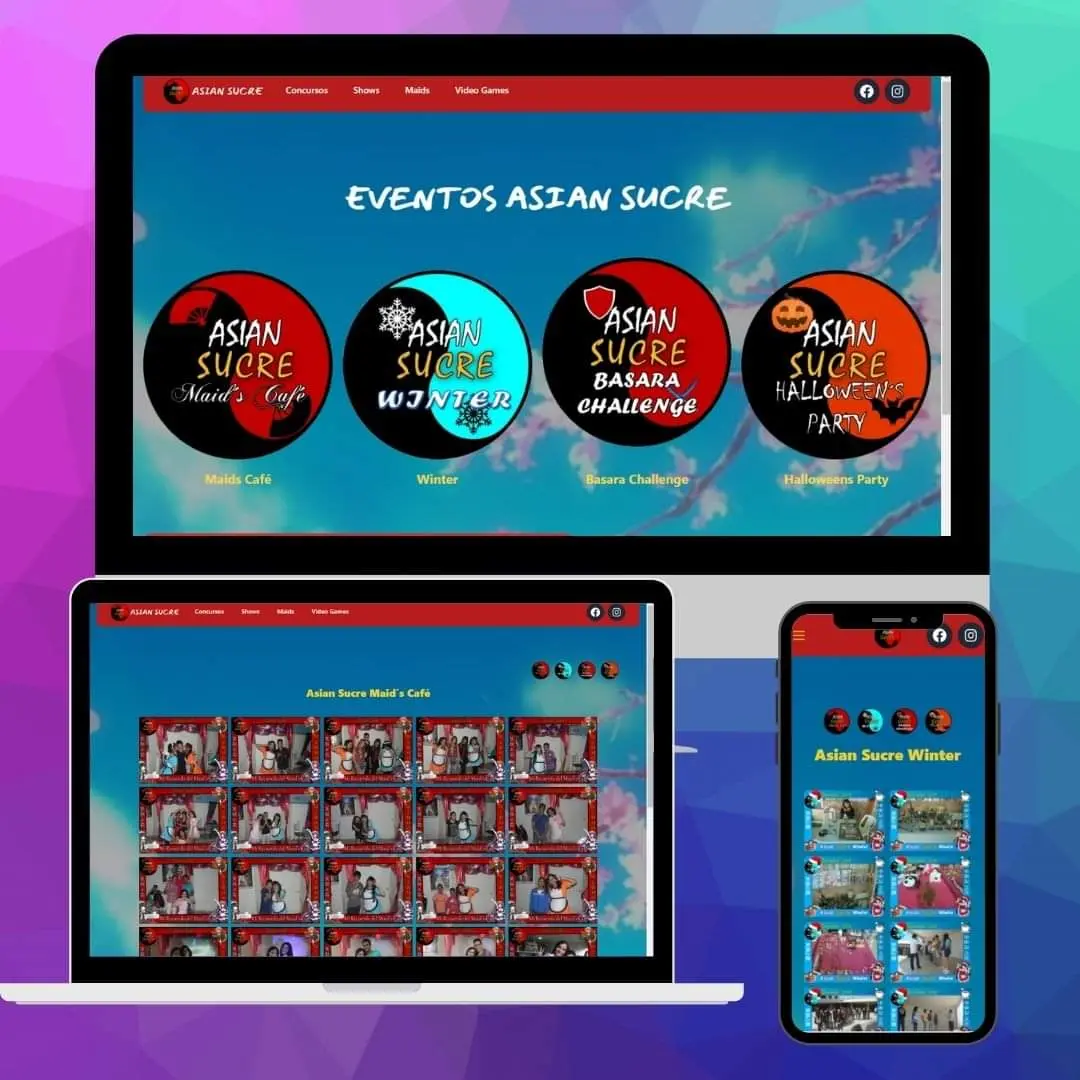 ASIAN SUCRE Concursos Shows Maids Video Games
EVENTOS ASIAN SUCRE
ASIAN
SUCRE
Maid's Café
ASIAN
SUCRE
WINTER
ASIAN
SUCRE
BASARA
CHALLENGE
ASIAN
SUCRE
HALLOWEEN'S
PARTY
Maids Café
Winter
Basara Challenge
Halloweens Party
ASIAN SUCRE Concursos Shows Maids Video Games
Asian Sucre Maid´s Café
Asian Sucre Winter